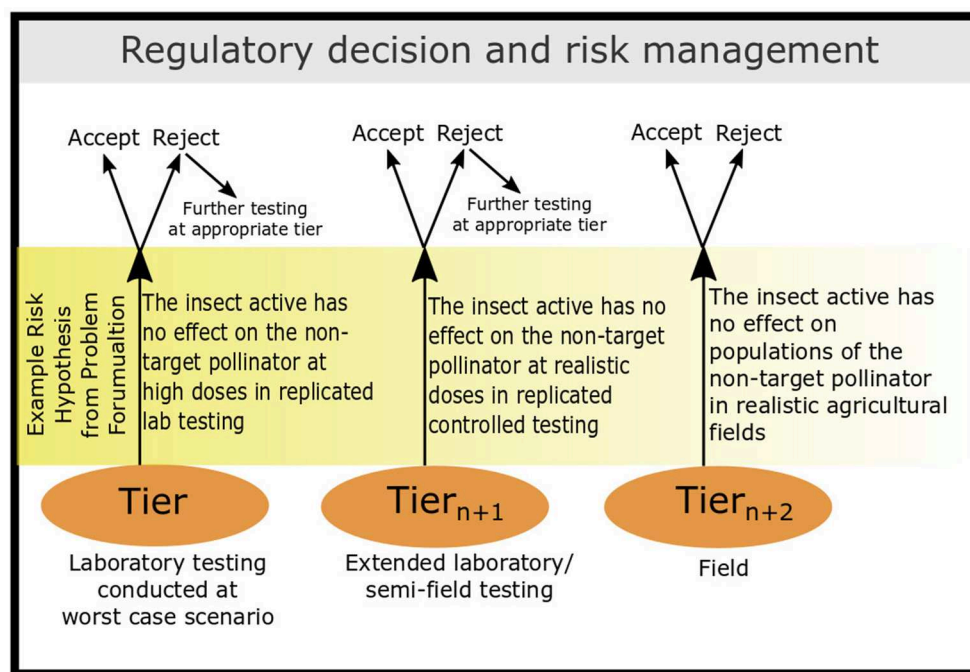 Regulatory decision and risk management
Accept Reject
Further testing
at appropriate tier
Accept Reject
Further testing
at appropriate tier
Accept Reject
Example Risk
Hypothesis
from Problem
Forumualtion
The insect active has
no effect on the non-
target pollinator at
high doses in replicated
lab testing
The insect active has no
effect on the non-target
pollinator at realistic
doses in replicated
controlled testing
The insect active has
no effect on
populations of the
non-target pollinator
in realistic agricultural
fields
Tier
Laboratory testing
conducted at
worst case scenario
Tier n+1
Extended laboratory/
semi-field testing
Tier n+2
Field